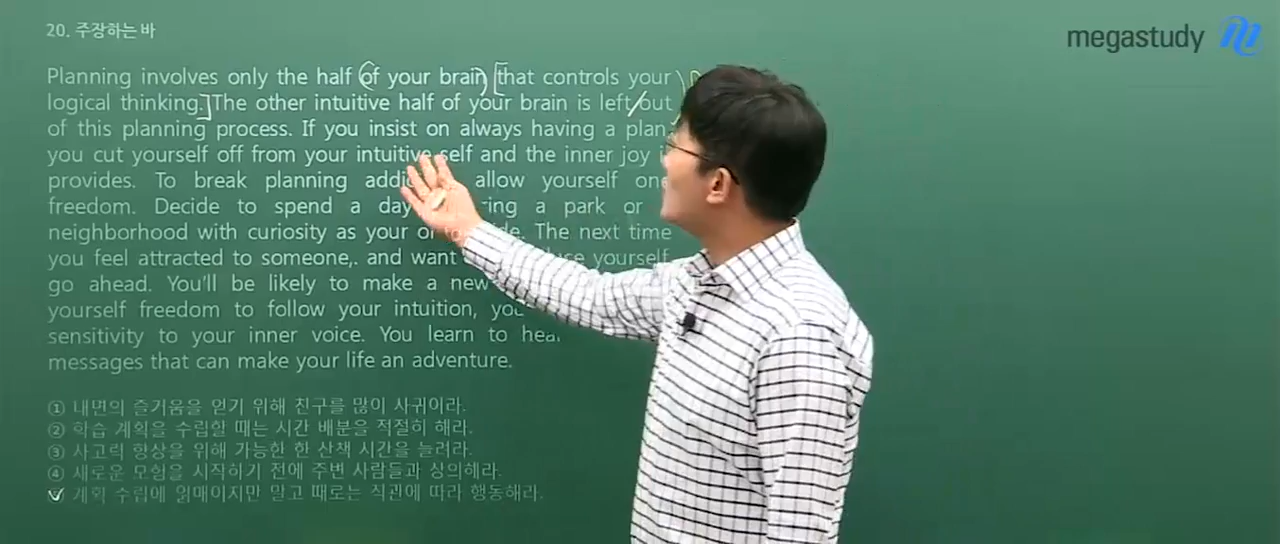 20. 주장하는 바
megastudy
Planning involves only the half of your brain that controls your
logical thinking. The other intuitive half of your brain is left out
of this planning process. If you insist on always having a plan,
you cut yourself off from your intuitive self and the inner joy
provides. To break planning allow yourself one
freedom. Decide to spend a day a park or
neighborhood with curiosity as your The next time
you feel attracted to someone,. and want yourself
go ahead. You'll be likely to make a new
yourself freedom to follow your intuition,
sensitivity to your inner voice. You learn to
messages that can make your life an adventure.
① 내면의 즐거움을 얻기 위해 친구를 많이 사귀어라.
② 학습 계획을 수립할 때는 시간 배분을 적절히 해라.
③ 사고력 향상을 위해 가능한 한 산책 시간을 늘려라.
④ 새로운 모험을 시작하기 전에 주변 사람들과 상의해라.
⑤ 계획 수립에 얽매이지만 말고 때로는 직관에 따라 행동해라.